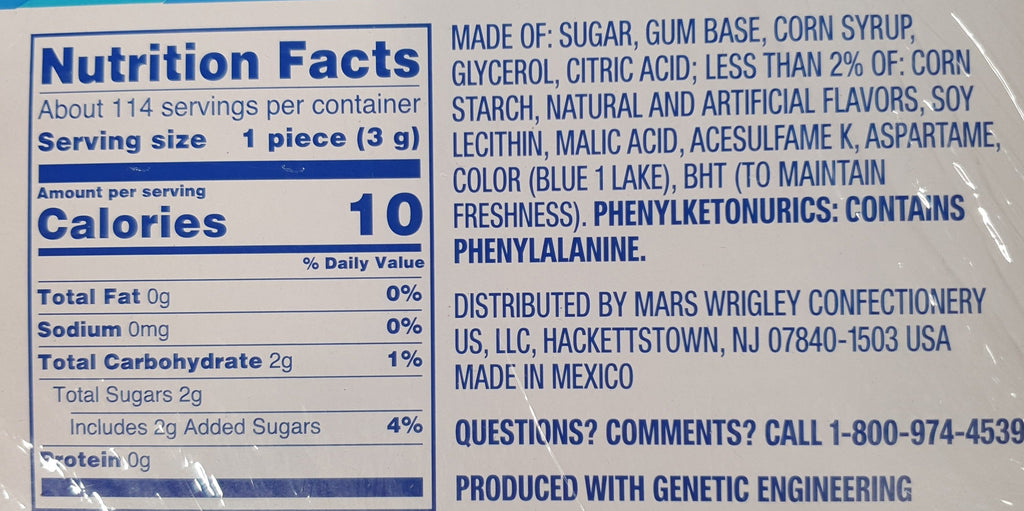 Nutrition Facts
About 114 servings per container
Serving size 1 piece (3 g)
Amount per serving
Calories 10
% Daily Value
Total Fat 0g 0%
Sodium 0mg 0%
Total Carbohydrate 2g 1%
Total Sugars 2g
Includes 2g Added Sugars 4%
Protein 0g
MADE OF: SUGAR, GUM BASE, CORN SYRUP,
GLYCEROL, CITRIC ACID; LESS THAN 2% OF: CORN
STARCH, NATURAL AND ARTIFICIAL FLAVORS, SOY
LECITHIN, MALIC ACID, ACESULFAME K, ASPARTAME,
COLOR (BLUE 1 LAKE), BHT (TO MAINTAIN
FRESHNESS). PHENYLKETONURICS: CONTAINS
PHENYLALANINE.
DISTRIBUTED BY MARS WRIGLEY CONFECTIONERY
US, LLC, HACKETTSTOWN, NJ 07840-1503 USA
MADE IN MEXICO
QUESTIONS? COMMENTS? CALL 1-800-974-4539
PRODUCED WITH GENETIC ENGINEERING